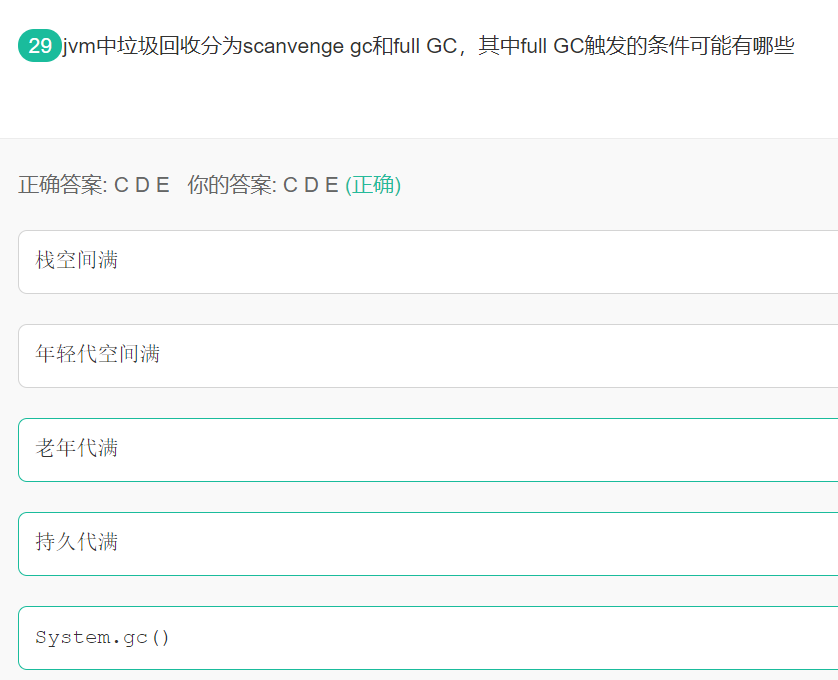 29 jvm中垃圾回收分为scanvenge gc和full GC，其中full GC触发的条件可能有哪些
正确答案: C D E 你的答案: C D E (正确)
栈空间满
年轻代空间满
老年代满
持久代满
System.gc()